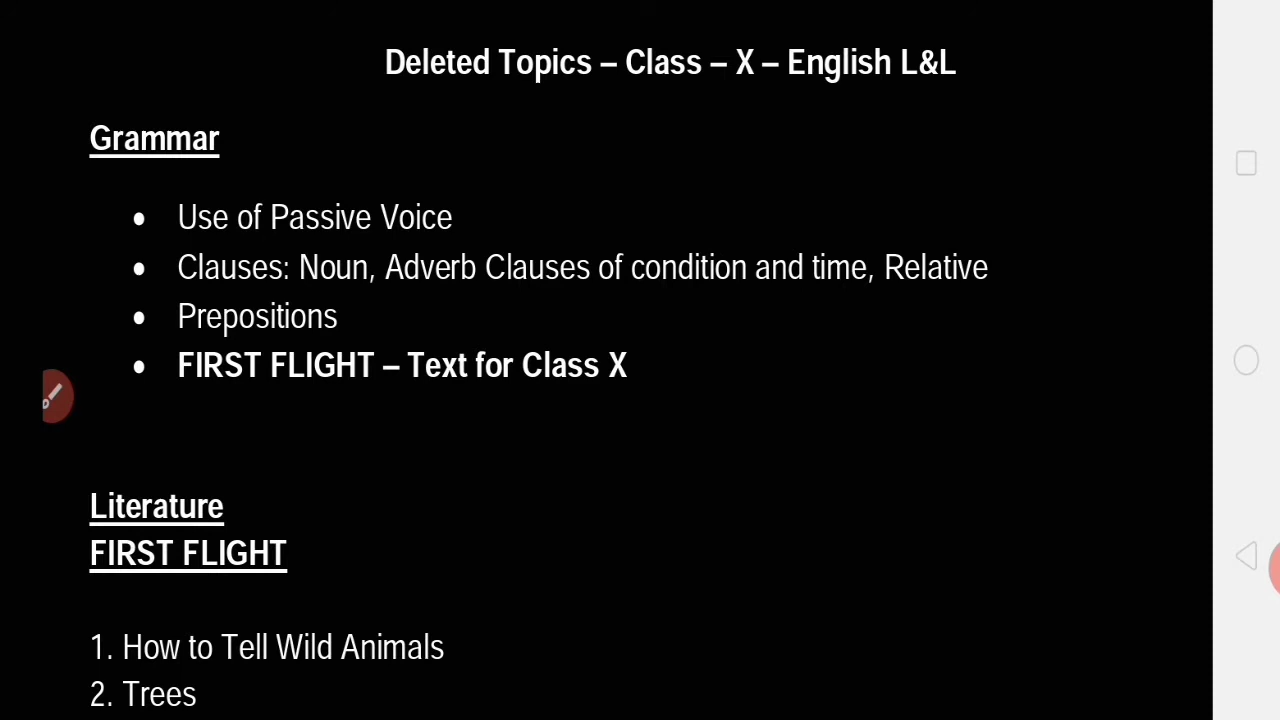 Deleted Topics – Class – X – English L&L
Grammar
• Use of Passive Voice
• Clauses: Noun, Adverb Clauses of condition and time, Relative
• Prepositions
• FIRST FLIGHT – Text for Class X
Literature
FIRST FLIGHT
1. How to Tell Wild Animals
2. Trees